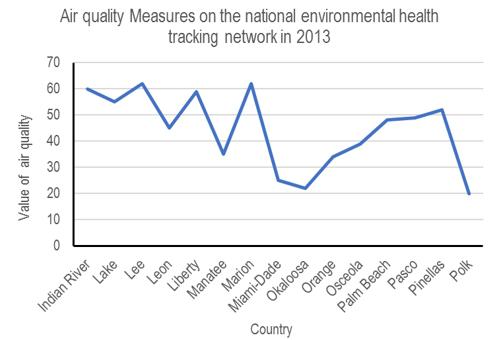 Air quality Measures on the national environmental health
tracking network in 2013
Value of air quality
70
60
50
40
30
20
10
0
Indian River
Lake
Lee
Leon
Liberty
Manatee
Marion
Miami-Dade
Okaloosa
Orange
Osceola
Palm Beach
Pasco
Pinellas
Polk
Country